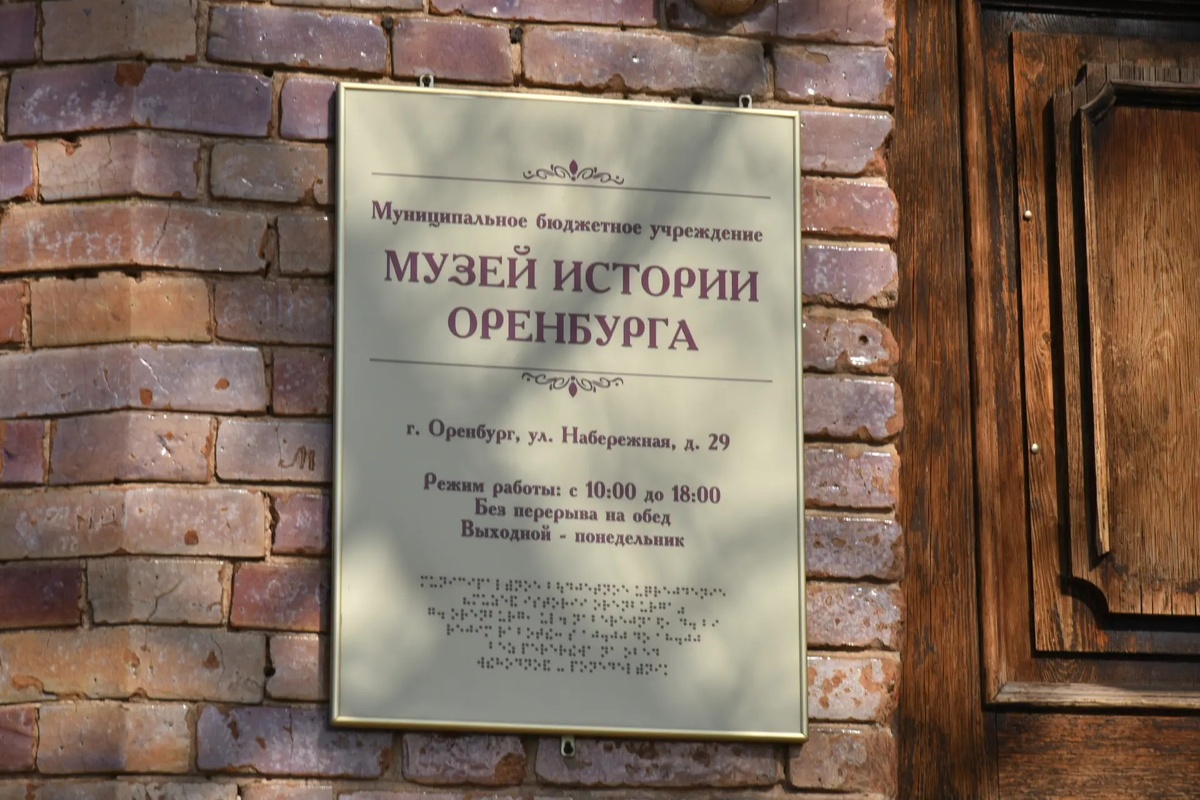 Муниципальное бюджетное учреждение
МУЗЕЙ ИСТОРИИ
ОРЕНБУРГА
г. Оренбург, ул. Набережная, д. 29
Режим работы: с 10:00 до 18:00
Без перерыва на обед
Выходной - понедельник